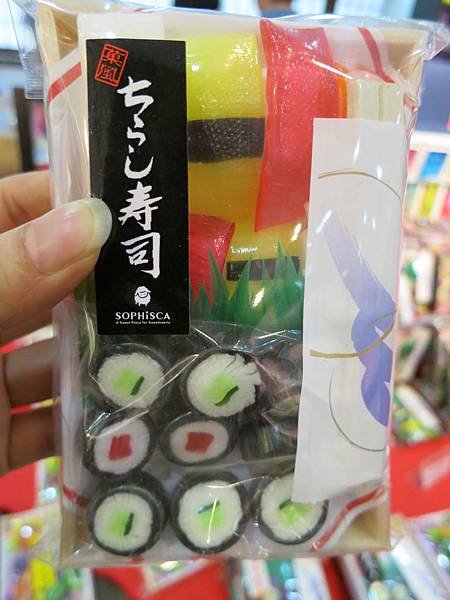 菓風
ちらし寿司
SOPHiSCA
A Sweet Place for Sweethearts